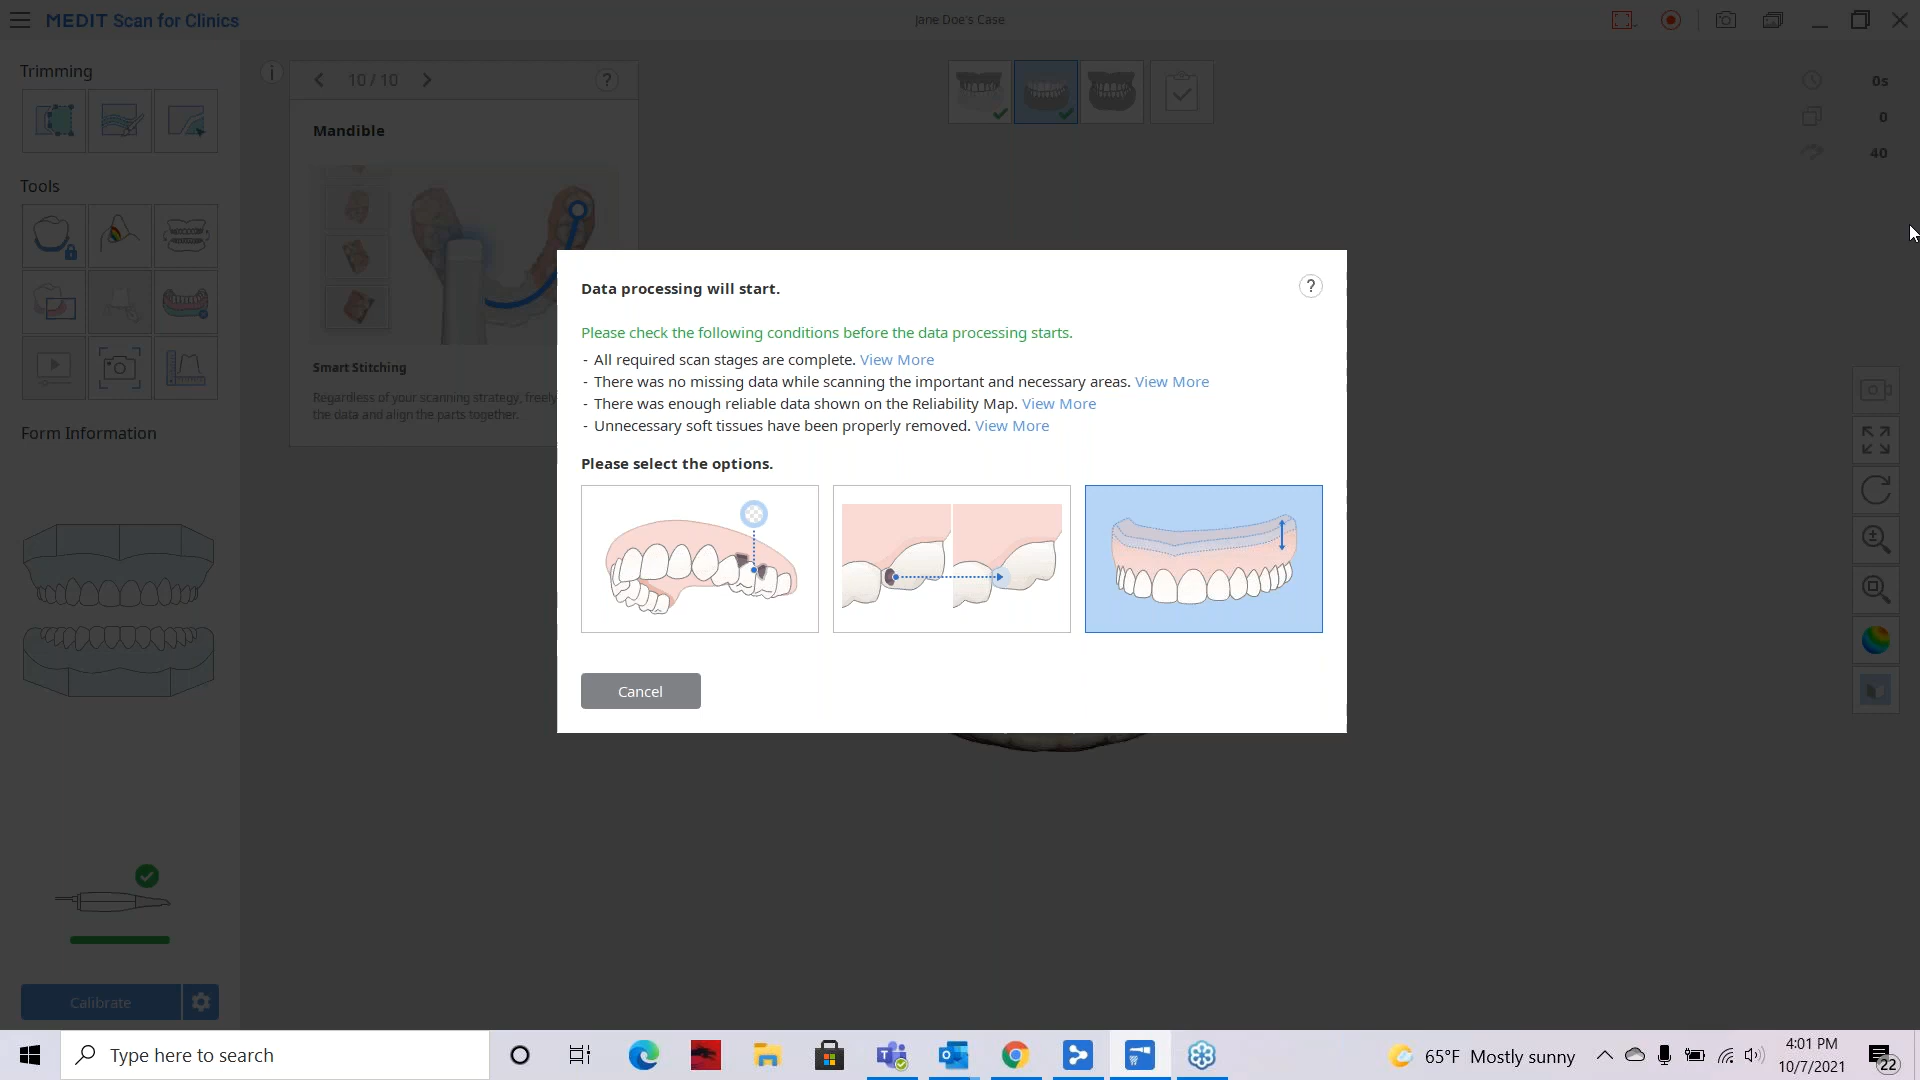 MEDIT Scan for Clinics
Jane Doe's Case
Trimming
Tools
Form Information
Calibrate
10 / 10
?
Mandible
Smart Stitching
Regardless of your scanning strategy, freely
the data and align the parts together.
0s
0
40
Data processing will start.
?
Please check the following conditions before the data processing starts.
- All required scan stages are complete. View More
- There was no missing data while scanning the important and necessary areas. View More
- There was enough reliable data shown on the Reliability Map. View More
- Unnecessary soft tissues have been properly removed. View More
Please select the options.
Cancel
Type here to search
65°F Mostly sunny
4:01 PM
10/7/2021
22